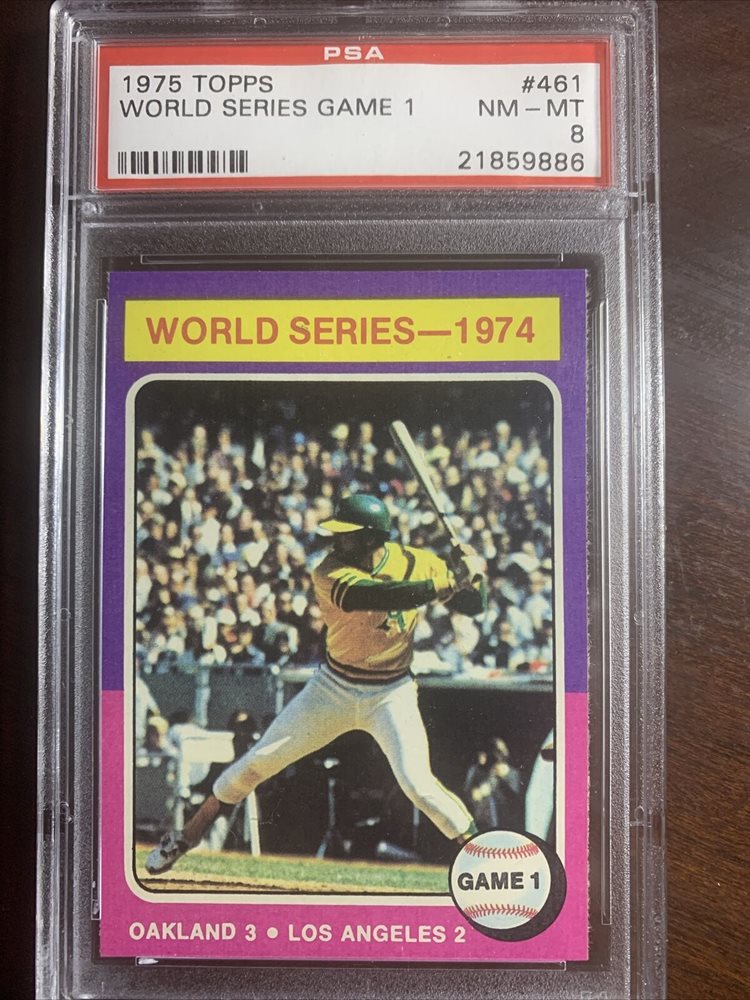 PSA
1975 TOPPS #461
WORLD SERIES GAME 1 NM - MT
8
21859886
WORLD SERIES—1974
A
GAME 1
OAKLAND 3 • LOS ANGELES 2